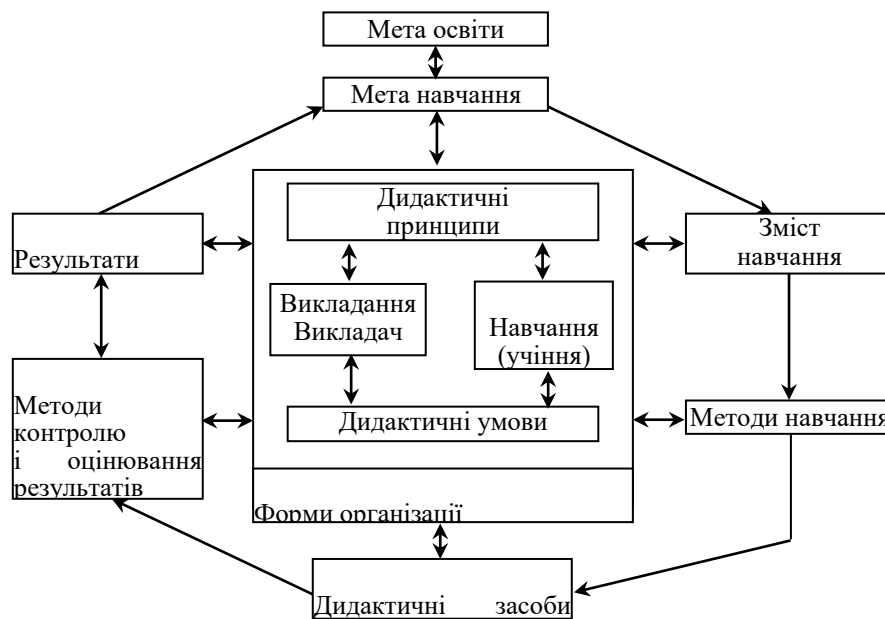 Мета освіти
Мета навчання
Дидактичні
принципи
Результати
Зміст
навчання
Викладання
Викладач
Навчання
(учіння)
Методи
контролю
і оцінювання
результатів
Дидактичні умови
Методи навчання
Форми організації
Дидактичні засоби